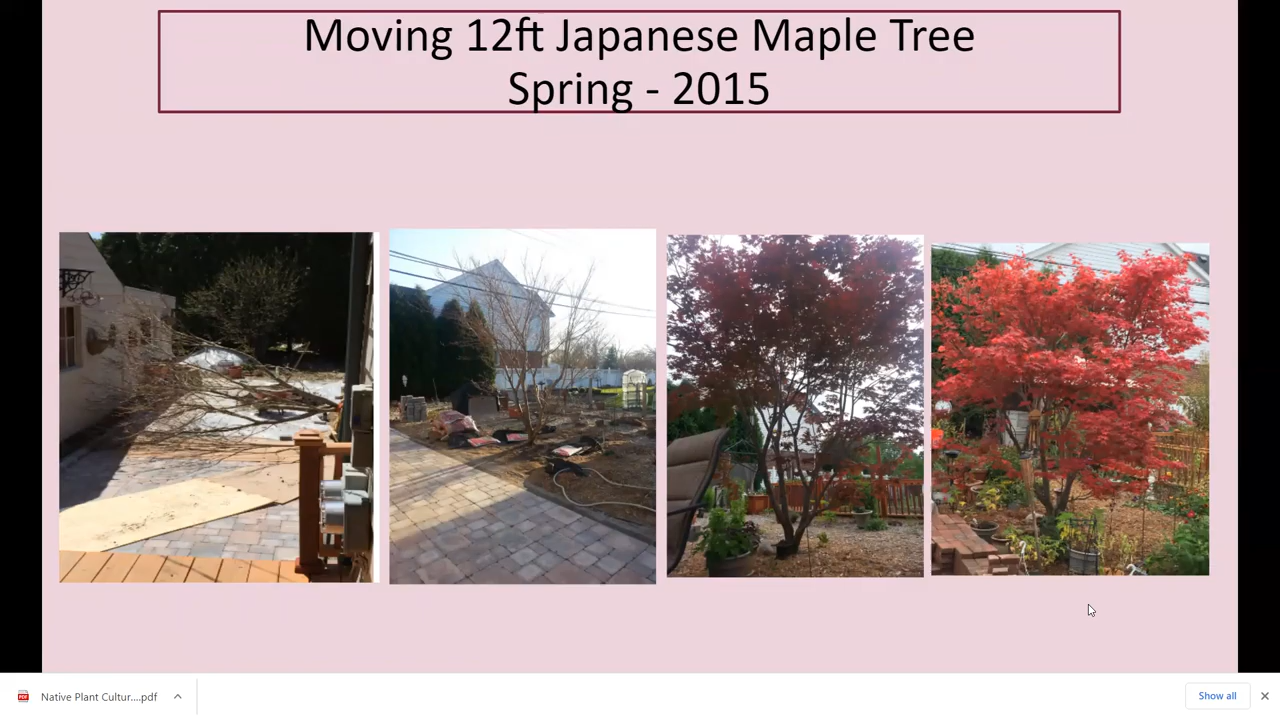 Moving 12ft Japanese Maple Tree
Spring - 2015
Native Plant Cultur....pdf
Show all